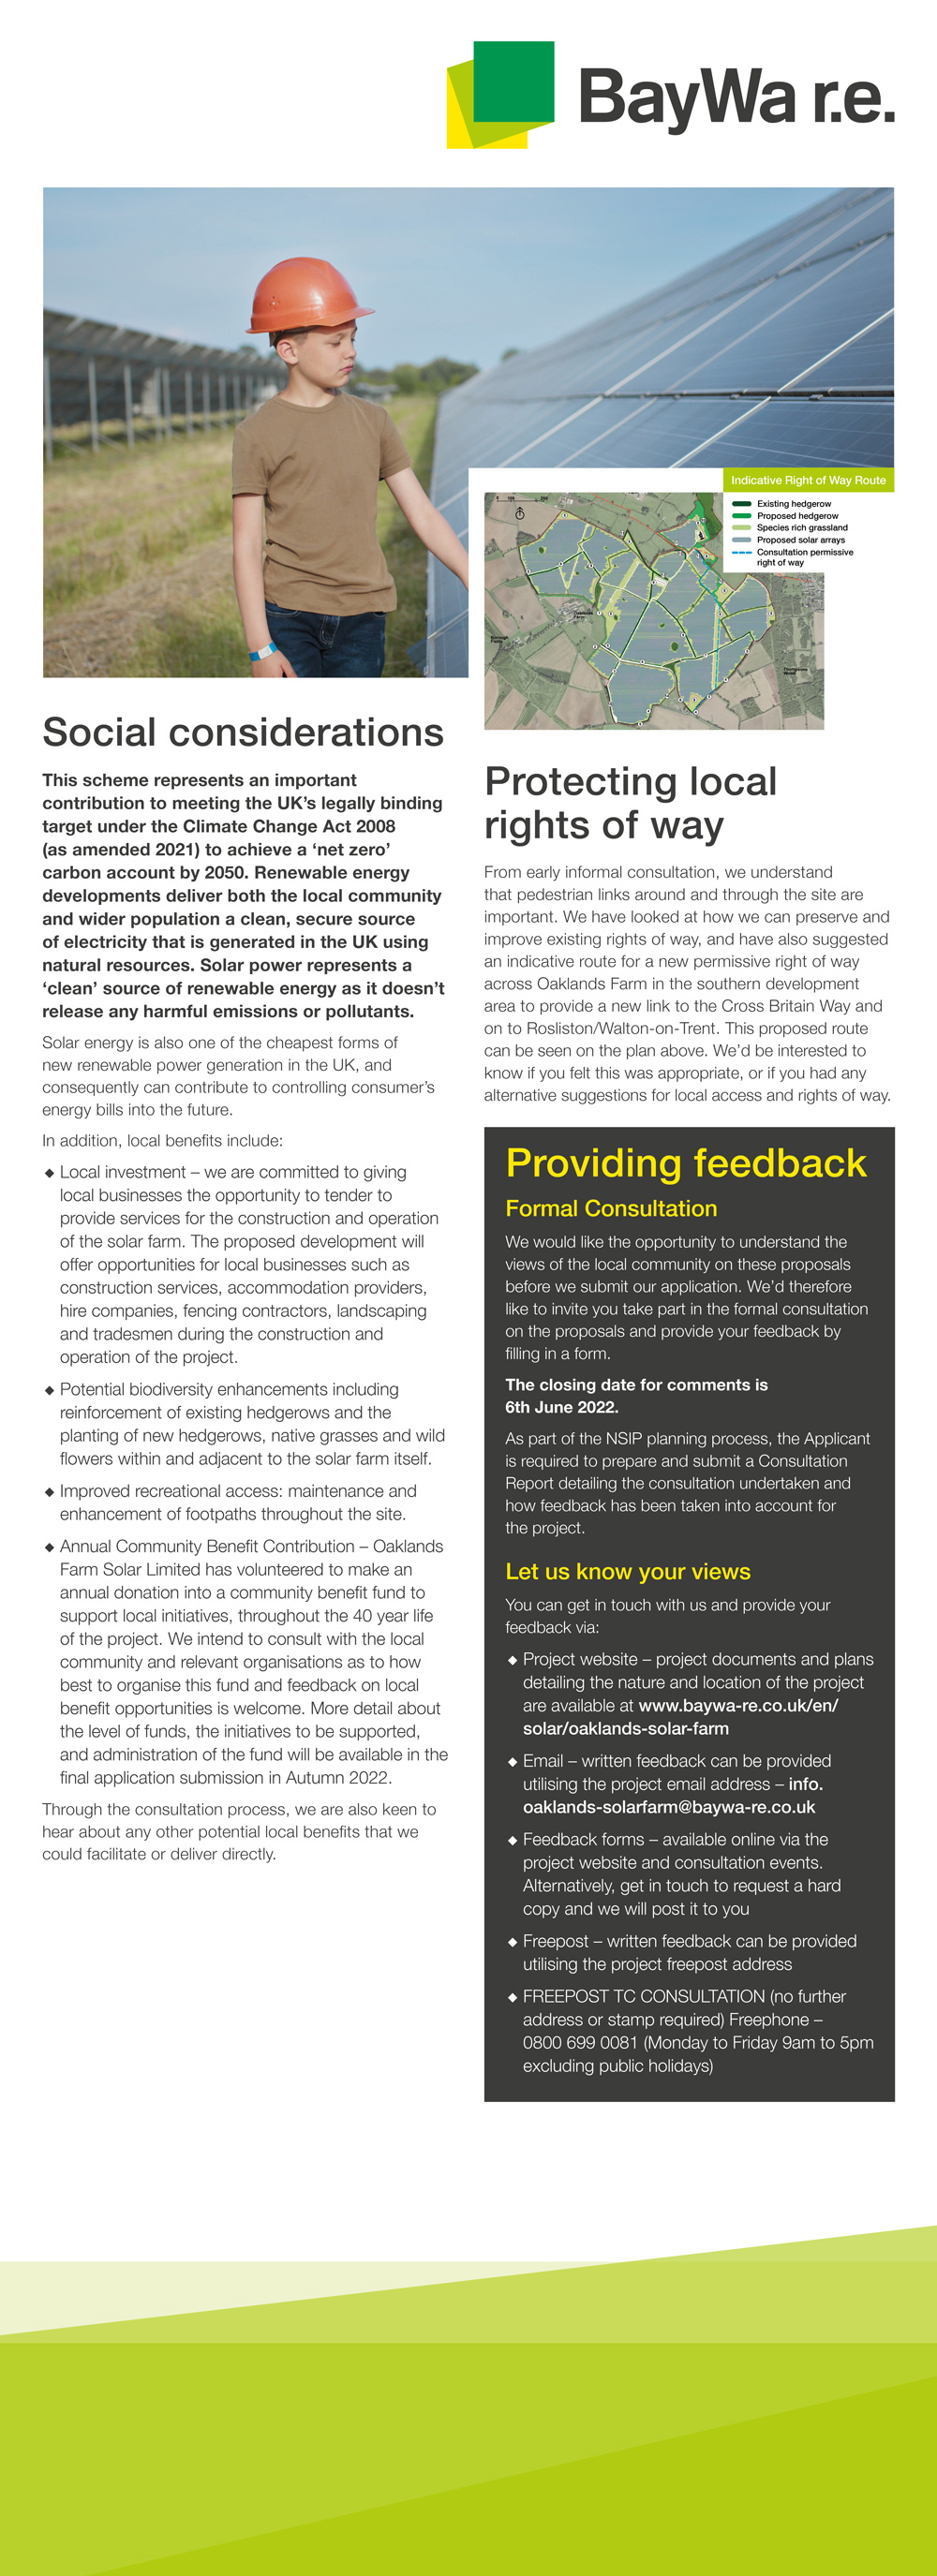 BayWa r.e.
Indicative Right of Way Route
Existing hedgerow
Proposed hedgerow
Species rich grassland
Proposed solar arrays
Consultation permissive
right of way
Social considerations
This scheme represents an important
contribution to meeting the UK's legally binding
target under the Climate Change Act 2008
(as amended 2021) to achieve a 'net zero'
carbon account by 2050. Renewable energy
developments deliver both the local community
and wider population a clean, secure source
of electricity that is generated in the UK using
natural resources. Solar power represents a
'clean' source of renewable energy as it doesn't
release any harmful emissions or pollutants.
Solar energy is also one of the cheapest forms of
new renewable power generation in the UK, and
consequently can contribute to controlling consumer's
energy bills into the future.
In addition, local benefits include:
◆ Local investment – we are committed to giving
local businesses the opportunity to tender to
provide services for the construction and operation
of the solar farm. The proposed development will
offer opportunities for local businesses such as
construction services, accommodation providers,
hire companies, fencing contractors, landscaping
and tradesmen during the construction and
operation of the project.
◆ Potential biodiversity enhancements including
reinforcement of existing hedgerows and the
planting of new hedgerows, native grasses and wild
flowers within and adjacent to the solar farm itself.
◆ Improved recreational access: maintenance and
enhancement of footpaths throughout the site.
◆ Annual Community Benefit Contribution – Oaklands
Farm Solar Limited has volunteered to make an
annual donation into a community benefit fund to
support local initiatives, throughout the 40 year life
of the project. We intend to consult with the local
community and relevant organisations as to how
best to organise this fund and feedback on local
benefit opportunities is welcome. More detail about
the level of funds, the initiatives to be supported,
and administration of the fund will be available in the
final application submission in Autumn 2022.
Through the consultation process, we are also keen to
hear about any other potential local benefits that we
could facilitate or deliver directly.
Protecting local
rights of way
From early informal consultation, we understand
that pedestrian links around and through the site are
important. We have looked at how we can preserve and
improve existing rights of way, and have also suggested
an indicative route for a new permissive right of way
across Oaklands Farm in the southern development
area to provide a new link to the Cross Britain Way and
on to Rosliston/Walton-on-Trent. This proposed route
can be seen on the plan above. We'd be interested to
know if you felt this was appropriate, or if you had any
alternative suggestions for local access and rights of way.
Providing feedback
Formal Consultation
We would like the opportunity to understand the
views of the local community on these proposals
before we submit our application. We'd therefore
like to invite you take part in the formal consultation
on the proposals and provide your feedback by
filling in a form.
The closing date for comments is
6th June 2022.
As part of the NSIP planning process, the Applicant
is required to prepare and submit a Consultation
Report detailing the consultation undertaken and
how feedback has been taken into account for
the project.
Let us know your views
You can get in touch with us and provide your
feedback via:
◆ Project website – project documents and plans
detailing the nature and location of the project
are available at www.baywa-re.co.uk/en/
solar/oaklands-solar-farm
◆ Email – written feedback can be provided
utilising the project email address – info.
oaklands-solarfarm@baywa-re.co.uk
◆ Feedback forms – available online via the
project website and consultation events.
Alternatively, get in touch to request a hard
copy and we will post it to you
◆ Freepost – written feedback can be provided
utilising the project freepost address
◆ FREEPOST TC CONSULTATION (no further
address or stamp required) Freephone –
0800 699 0081 (Monday to Friday 9am to 5pm
excluding public holidays)